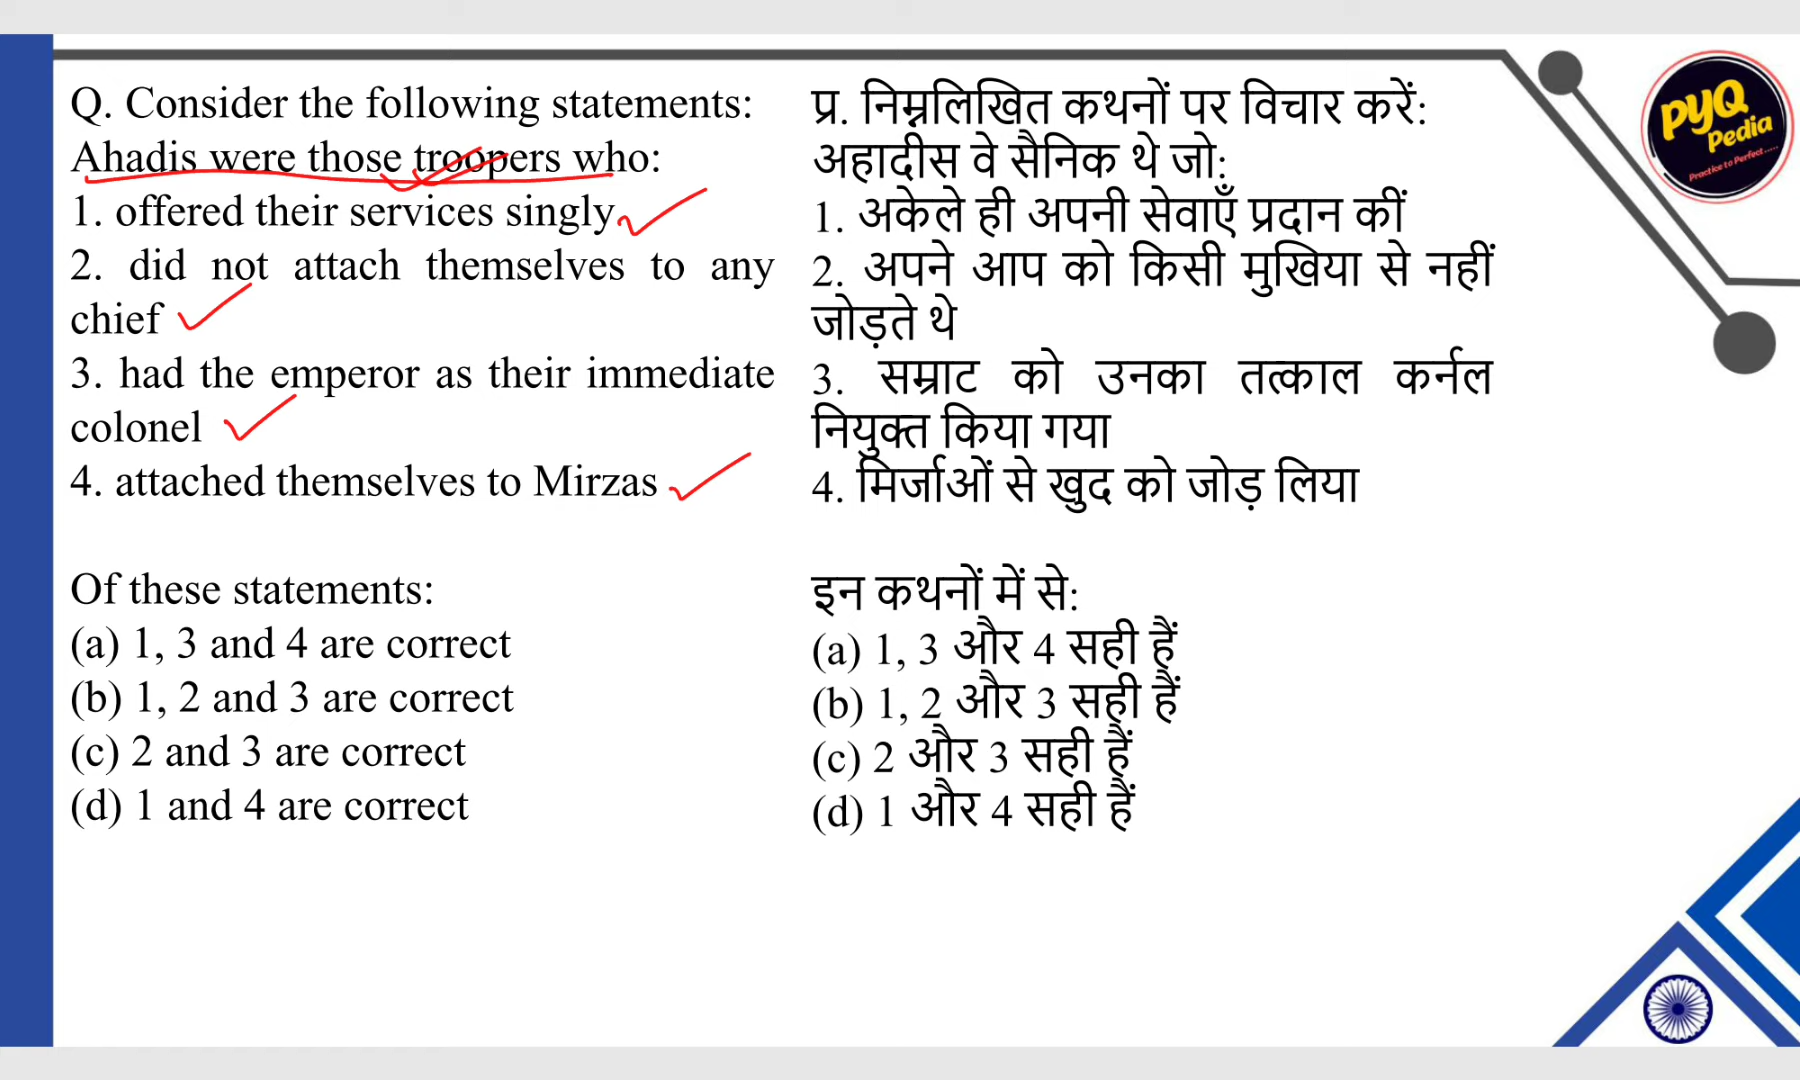 Q. Consider the following statements:
Ahadis were those troopers who:
1. offered their services singly
2. did not attach themselves to any
chief
3. had the emperor as their immediate
colonel
4. attached themselves to Mirzas
Of these statements:
(a) 1, 3 and 4 are correct
(b) 1, 2 and 3 are correct
(c) 2 and 3 are correct
(d) 1 and 4 are correct
प्र. निम्नलिखित कथनों पर विचार करें:
अहादीस वे सैनिक थे जो:
1. अकेले ही अपनी सेवाएँ प्रदान कीं
2. अपने आप को किसी मुखिया से नहीं
जोड़ते थे
3. सम्राट को उनका तत्काल कर्नल
नियुक्त किया गया
4. मिर्जाओं से खुद को जोड़ लिया
इन कथनों में से:
(a) 1, 3 और 4 सही हैं
(b) 1, 2 और 3 सही हैं
(c) 2 और 3 सही हैं
(d) 1 और 4 सही हैं
PYQ
Pedia
Practice to Perfect.....